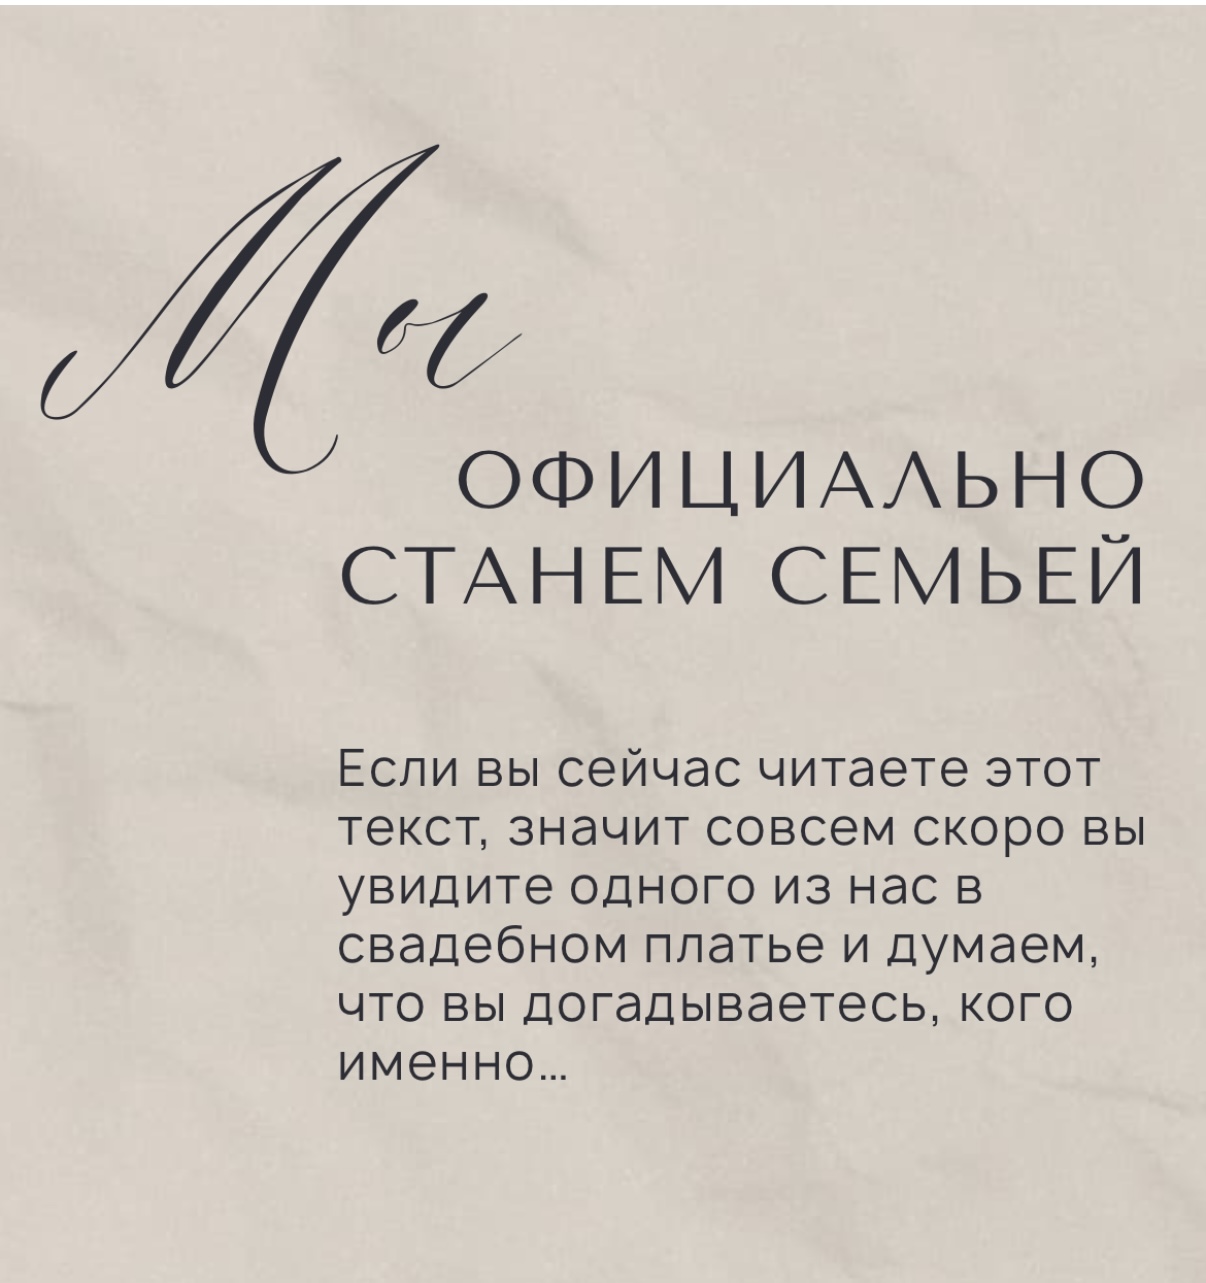 Мы
ОФИЦИАЛЬНО
СТАНЕМ СЕМЬЕЙ
Если вы сейчас читаете этот
текст, значит совсем скоро вы
увидите одного из нас в
свадебном платье и думаем,
что вы догадываетесь, кого
именно...